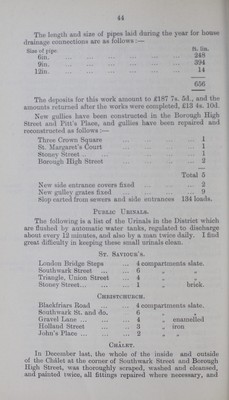 44
The length and size of pipes laid during the year for house
drainage connections are as follows :—
Size of pipe. ft. lin.
6in. ... 248
9in. ... 394
12in. ... 14
656
The deposits for this work amount to £187 7s. 5d., and the
amounts returned after the works were completed, £13 4s. 10d.
New gullies have been constructed in the Borough High
Street and Pitt's Place, and gullies have been repaired and
reconstructed as follows :—
Three Crown Square ... 1
St. Margaret's Court ... 1
Stoney Street ... 1
Borough High Street ... 2
Total 5
New side entrance covers fixed ... 2
New gulley grates fixed ... 9
Slop carted from sewers and side entrances 134 loads.
Public Urinals.
The following is a list of the Urinals in the District which
are flushed by automatic water tanks, regulated to discharge
about every 12 minutes, and also by a man twice daily. I find
great difficulty in keeping these small urinals clean.
St. Saviour's.
London Bridge Steps ... 4 compartments slate.
Southwark Street ... 6 „ „
Triangle, Union Street ... 4 „ „
Stoney Street... ... 1 „ brick.
Christchurch.
Blackfriars Road ... 4 compartments slate.
Southwark St. and do. 6 „ „
Gravel Lane ... 4 „ enamelled
Holland Street ... 3 „ iron
John's Place ... 2 „ „
Châlet.
In December last, the whole of the inside and outside
of the Châlet at the corner of Southwark Street and Borough
High Street, was thoroughly scraped, washed and cleansed,
and painted twice, all fittings repaired where necessary, and